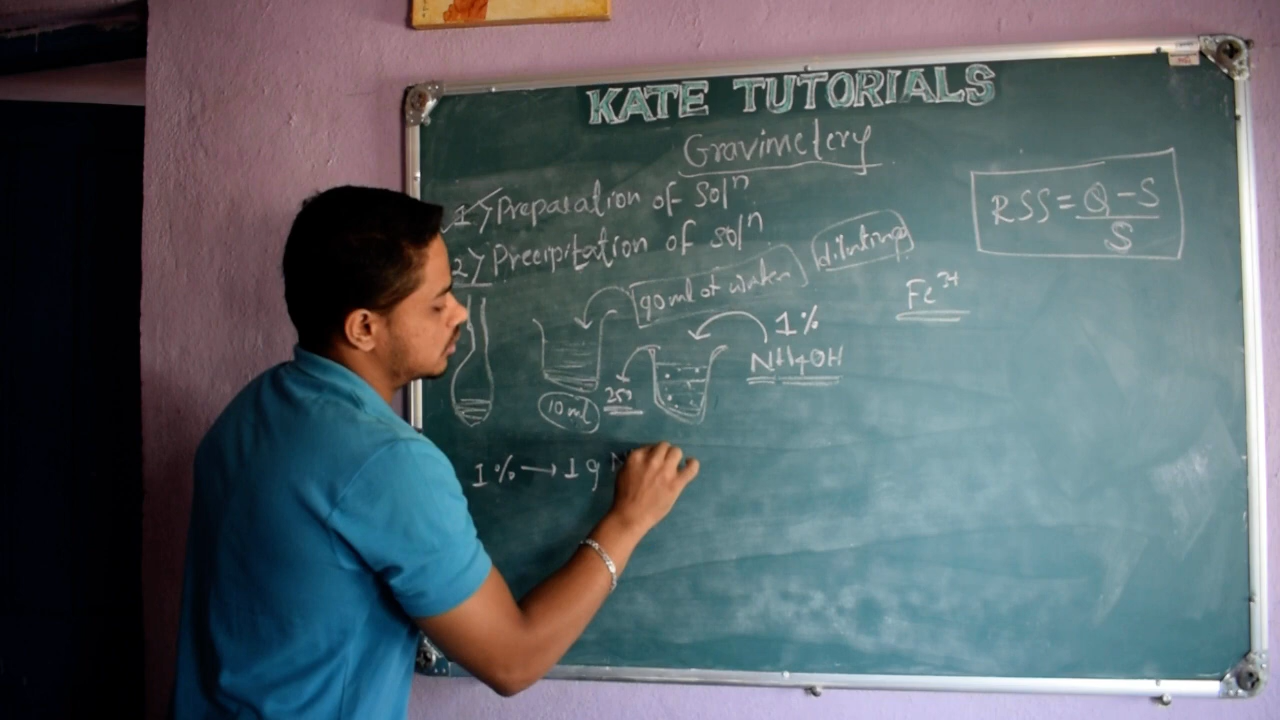 KATE TUTORIALS
Gravimetery
1) Preparation of Solⁿ
2) Precipitation of solⁿ
RSS = Q - S
S
90 ml of water
diluting
Fe³⁺
1%
NH4OH
10 ml
1% → 1 g N